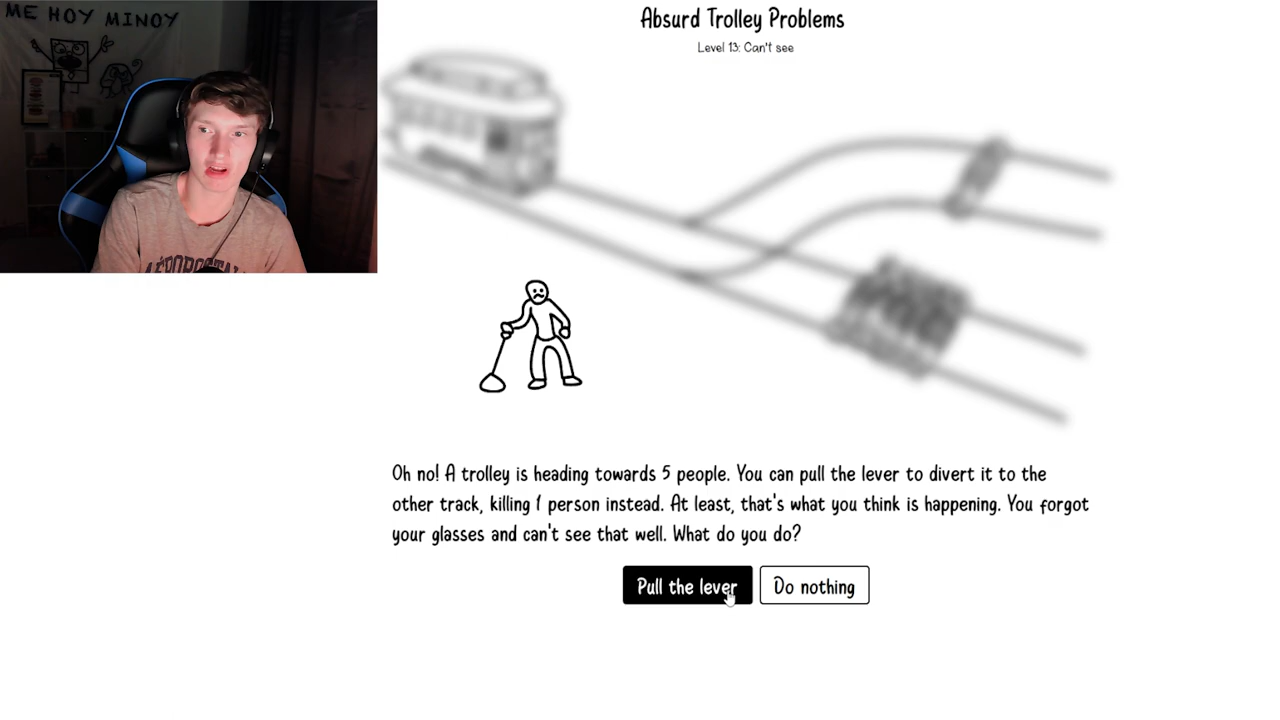 ME HOY MINOY
Absurd Trolley Problems
Level 13: Can't see
Oh no! A trolley is heading towards 5 people. You can pull the lever to divert it to the
other track, killing 1 person instead. At least, that's what you think is happening. You forgot
your glasses and can't see that well. What do you do?
Pull the lever
Do nothing